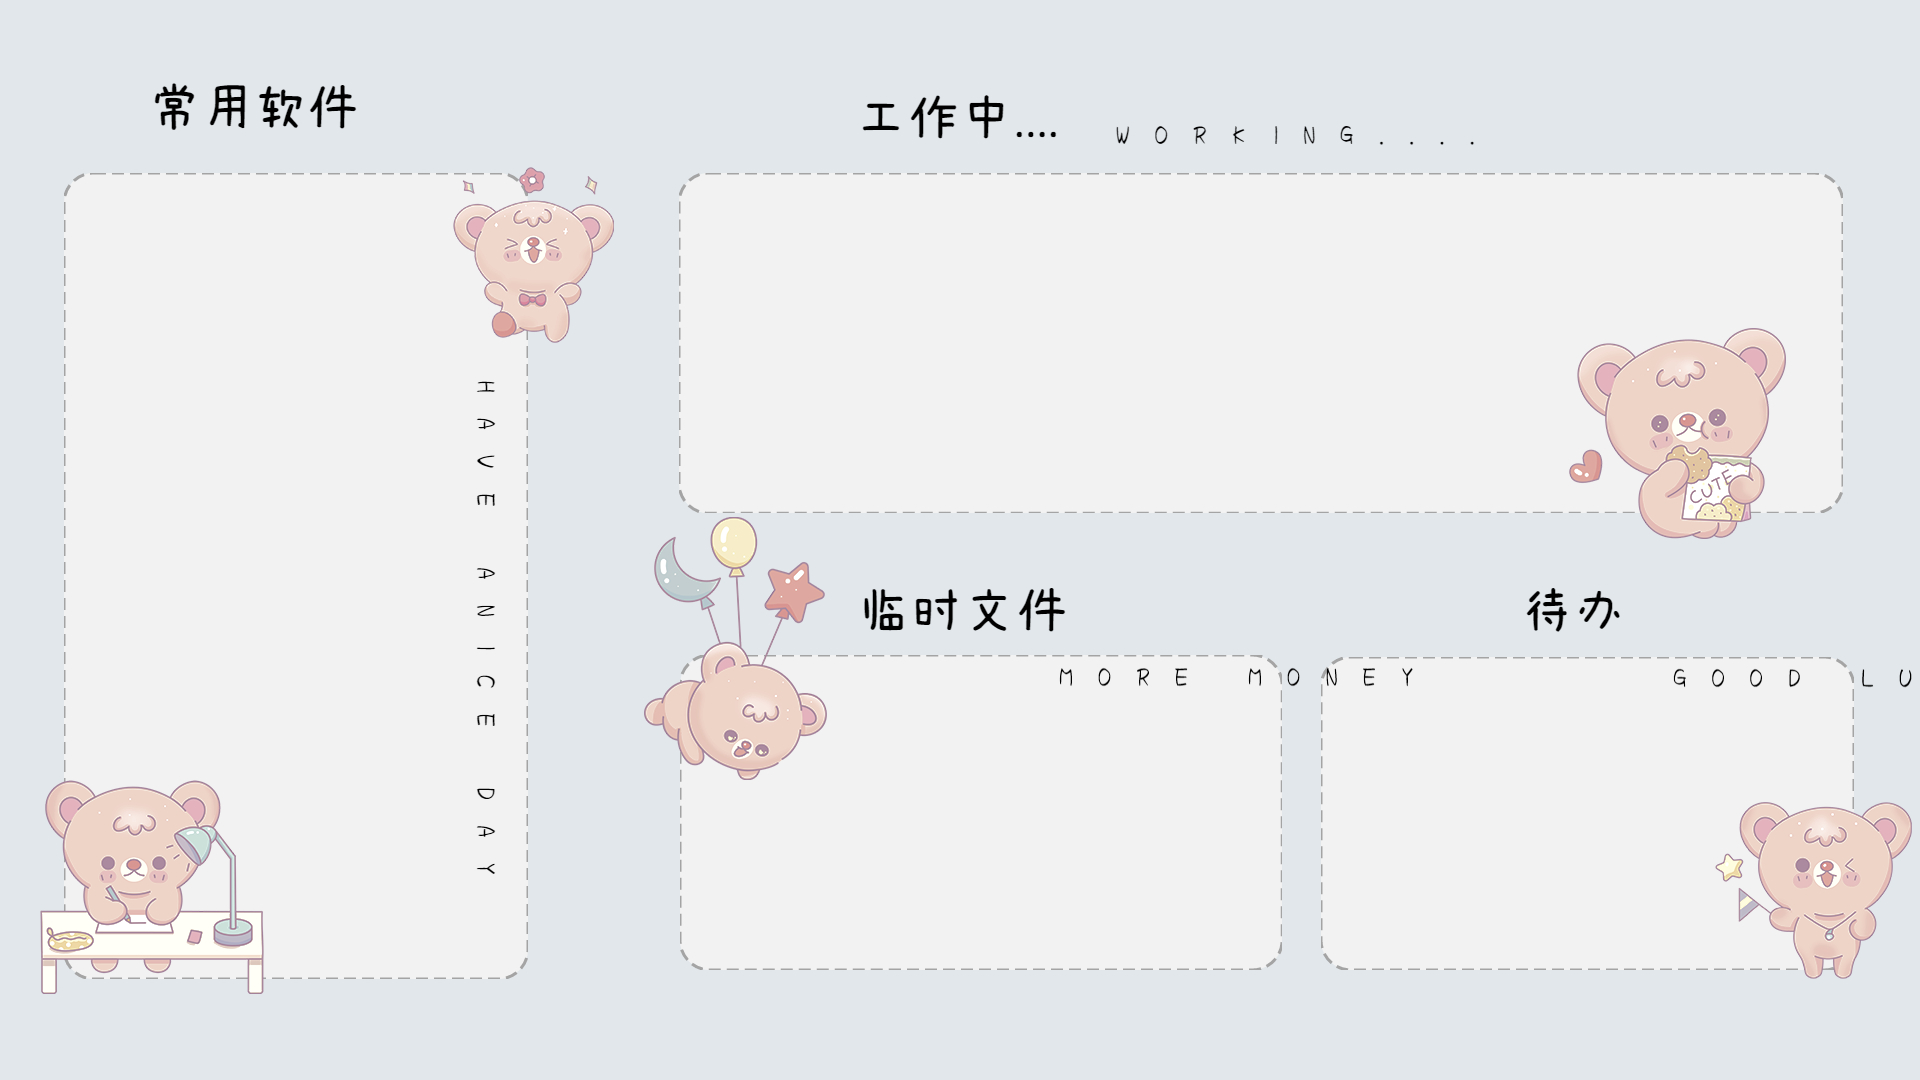 常用软件
工作中....
WORKING....
HAVE ANICE DAY
CUTE
临时文件
待办
MORE MONEY
GOOD LU